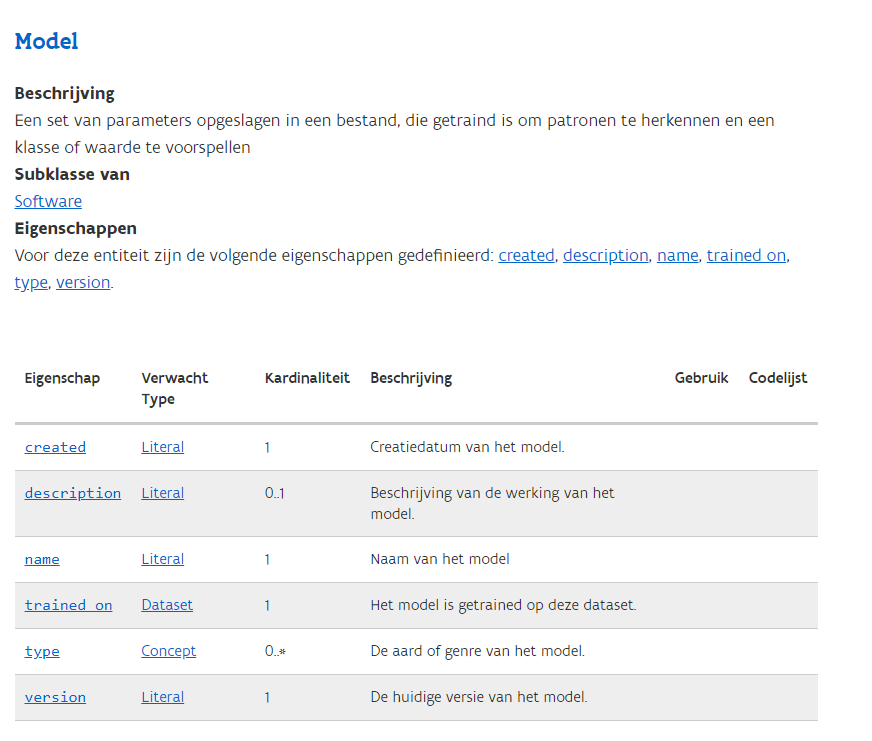 Model
Beschrijving
Een set van parameters opgeslagen in een bestand, die getraind is om patronen te herkennen en een
klasse of waarde te voorspellen
Subklasse van
Software
Eigenschappen
Voor deze entiteit zijn de volgende eigenschappen gedefinieerd: created, description, name, trained on,
type, version.
Eigenschap Verwacht Type Kardinaliteit Beschrijving Gebruik Codelijst
created Literal 1 Creatiedatum van het model.
description Literal 0..1 Beschrijving van de werking van het
model.
name Literal 1 Naam van het model
trained on Dataset 1 Het model is getrained op deze dataset.
type Concept 0..* De aard of genre van het model.
version Literal 1 De huidige versie van het model.